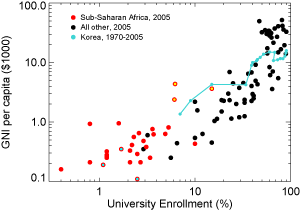 Sub-Saharan Africa, 2005
All other, 2005
Korea, 1970-2005
GNI per capita ($1000)
100.0
10.0
1.0
0.1
1
10
100
University Enrollment (%)